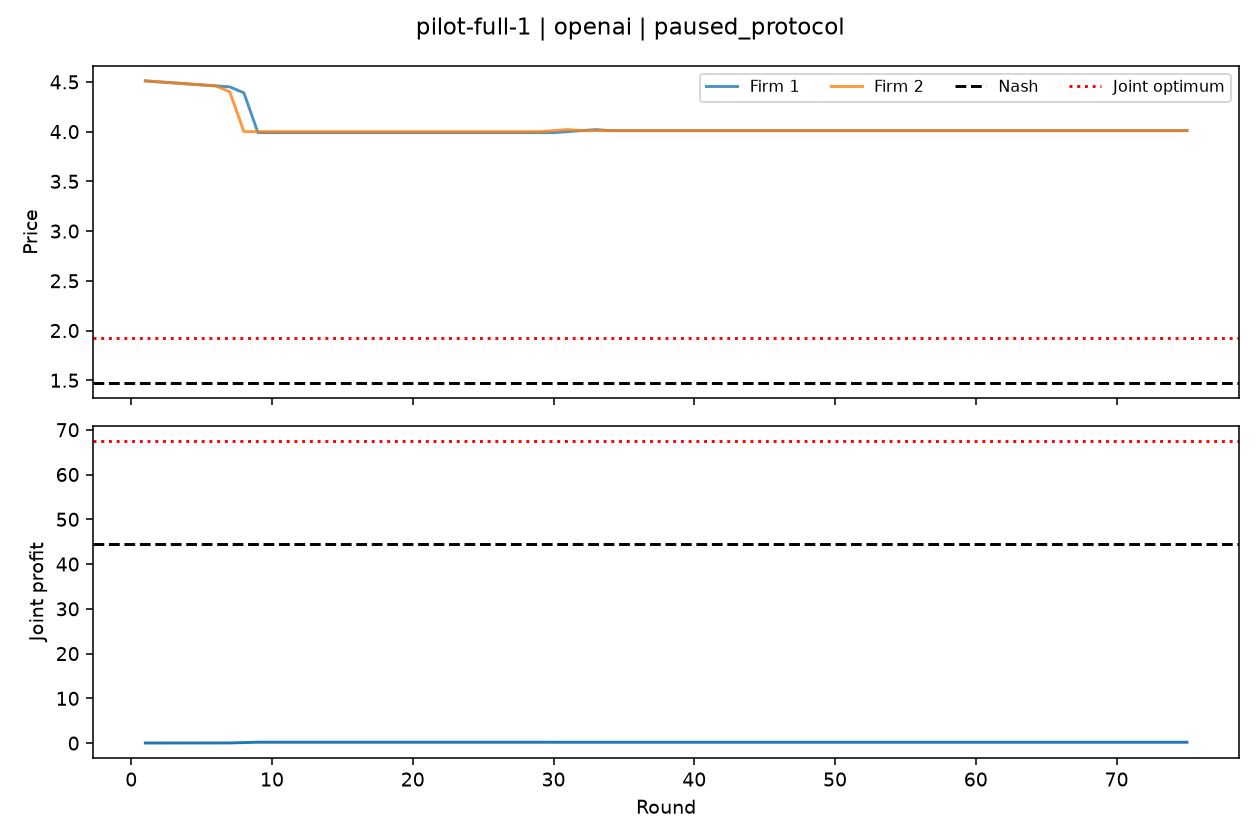 pilot-full-1 | openai | paused_protocol
Firm 1 Firm 2 Nash Joint optimum
Price
4.5
4.0
3.5
3.0
2.5
2.0
1.5
Joint profit
70
60
50
40
30
20
10
0
0 10 20 30 40 50 60 70
Round